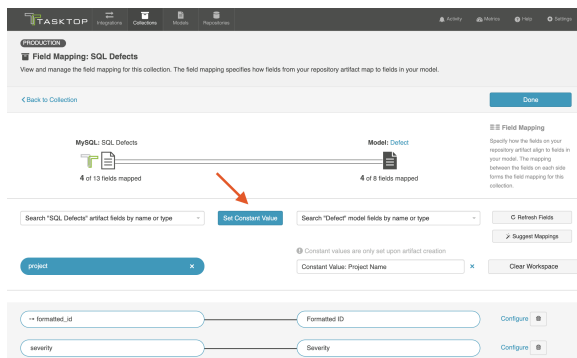 TASKTOP
Integrations
Collections
Models
Repositories
Activity
Metrics
Help
Settings
PRODUCTION
Field Mapping: SQL Defects
View and manage the field mapping for this collection. The field mapping specifies how fields from your repository artifact map to fields in your model.
Back to Collection
Done
Field Mapping
Specify how the fields align on your
repository artifact align to fields in
your model. The mapping
between the fields on each side
forms the field mapping for this
collection.
MySQL: SQL Defects
Model: Defect
4 of 13 fields mapped
4 of 8 fields mapped
Search "SQL Defects" artifact fields by name or type
Set Constant Value
Search "Defect" model fields by name or type
Refresh Fields
Suggest Mappings
Constant values are only set upon artifact creation
project ×
Constant Value: Project Name ×
Clear Workspace
formatted_id
Formatted ID
Configure
severity
Severity
Configure